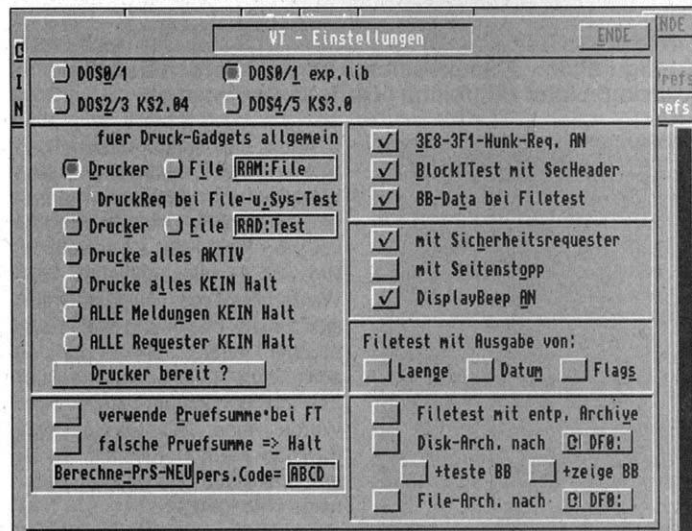 NDE
VT - Einstellungen
ENDE
I
N
refs
refs
DOS0/1
DOS0/1 exp.lib
DOS2/3 KS2.04
DOS4/5 KS3.0
fuer Druck-Gadgets allgemein
Drucker
File
RAM:File
DruckReq bei File-u.Sys-Test
Drucker
File
RAD:Test
Drucke alles AKTIV
Drucke alles KEIN Halt
ALLE Meldungen KEIN Halt
ALLE Requester KEIN Halt
Drucker bereit ?
3E8-3F1-Hunk-Req. AN
BlockITest mit SecHeader
BB-Data bei Filetest
mit Sicherheitsrequester
mit Seitenstopp
DisplayBeep AN
Filetest mit Ausgabe von:
Laenge
Datum
Flags
verwende Pruefsumme bei FT
falsche Pruefsumme => Halt
Berechne-PrS-NEU
pers.Code=
ABCD
Filetest mit entp. Archive
Disk-Arch. nach
DF0:
+teste BB
+zeige BB
File-Arch. nach
DF0: